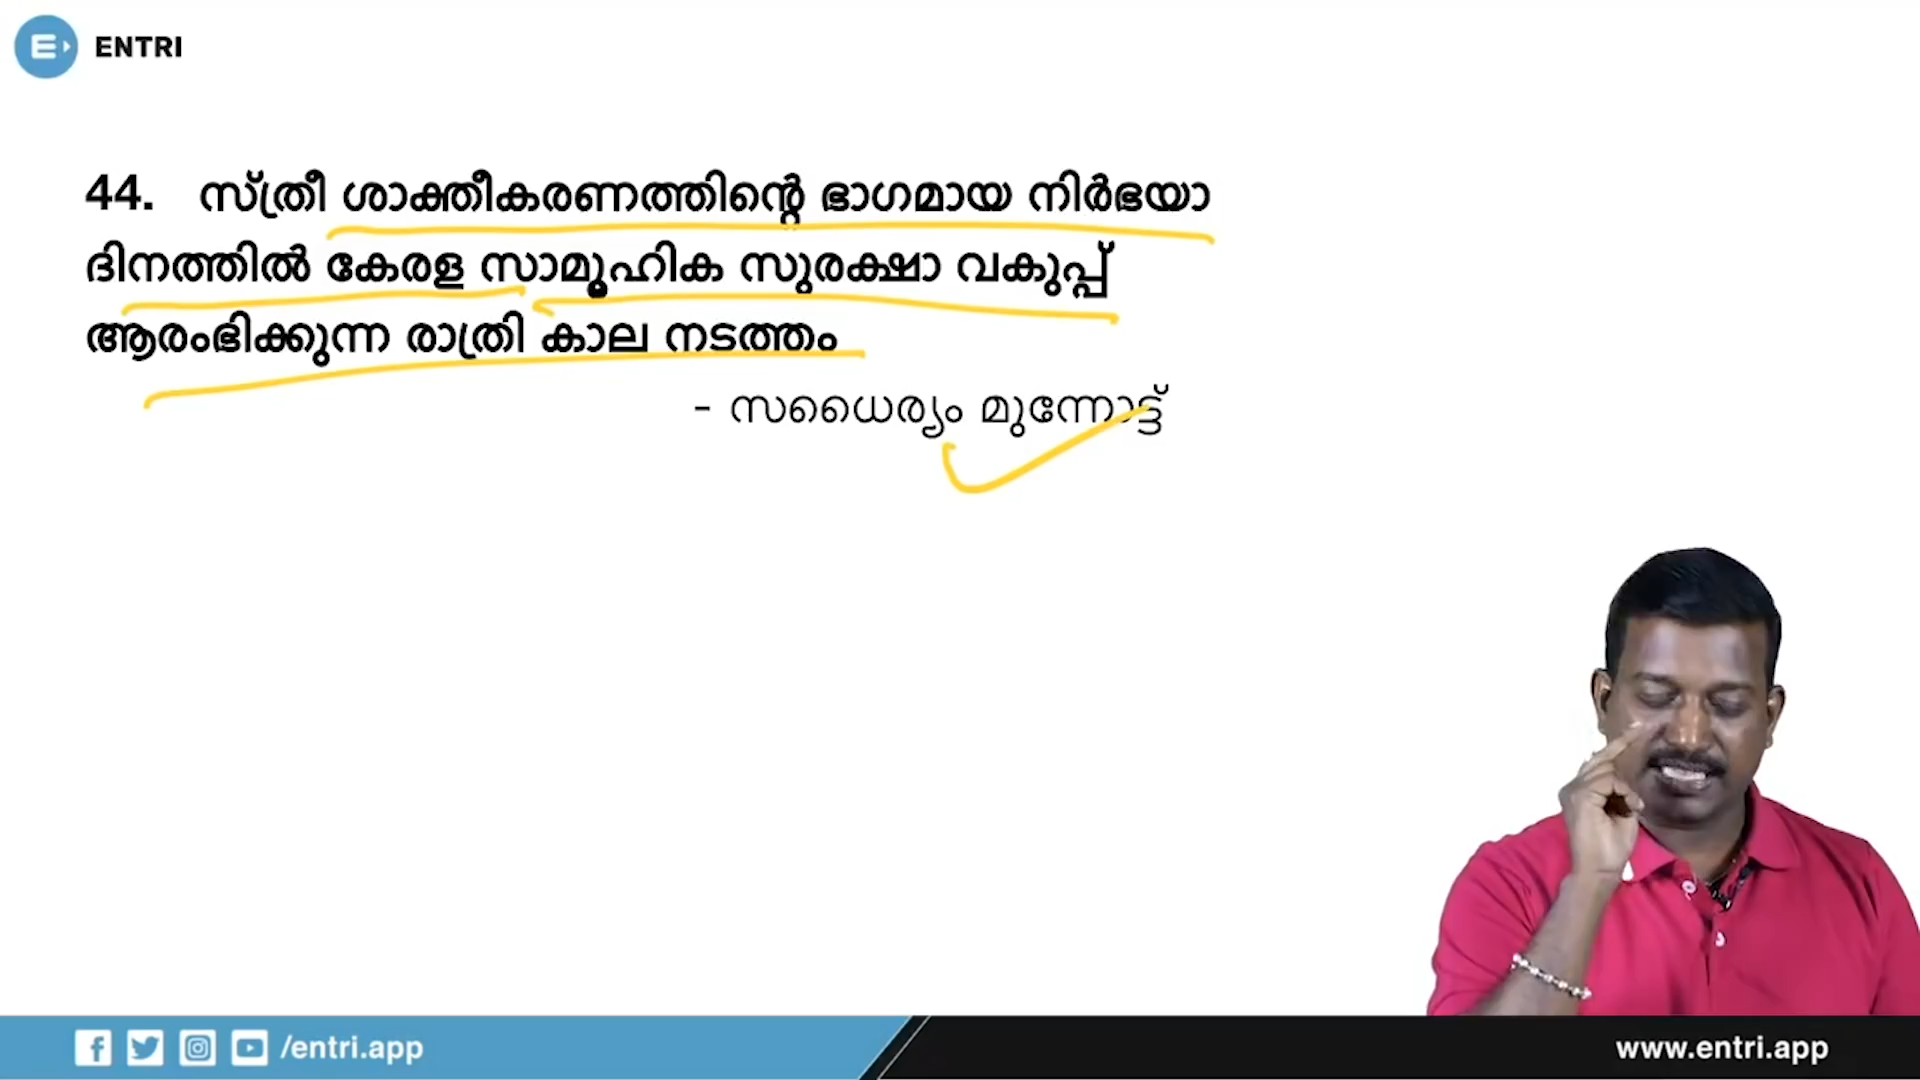 ENTRI
44. സ്ത്രീ ശാക്തീകരണത്തിന്റെ ഭാഗമായ നിർഭയാ
ദിനത്തിൽ കേരള സാമൂഹിക സുരക്ഷാ വകുപ്പ്
ആരംഭിക്കുന്ന രാത്രി കാല നടത്തം
- സധൈര്യം മുന്നോട്ട്
/entri.app
www.entri.app